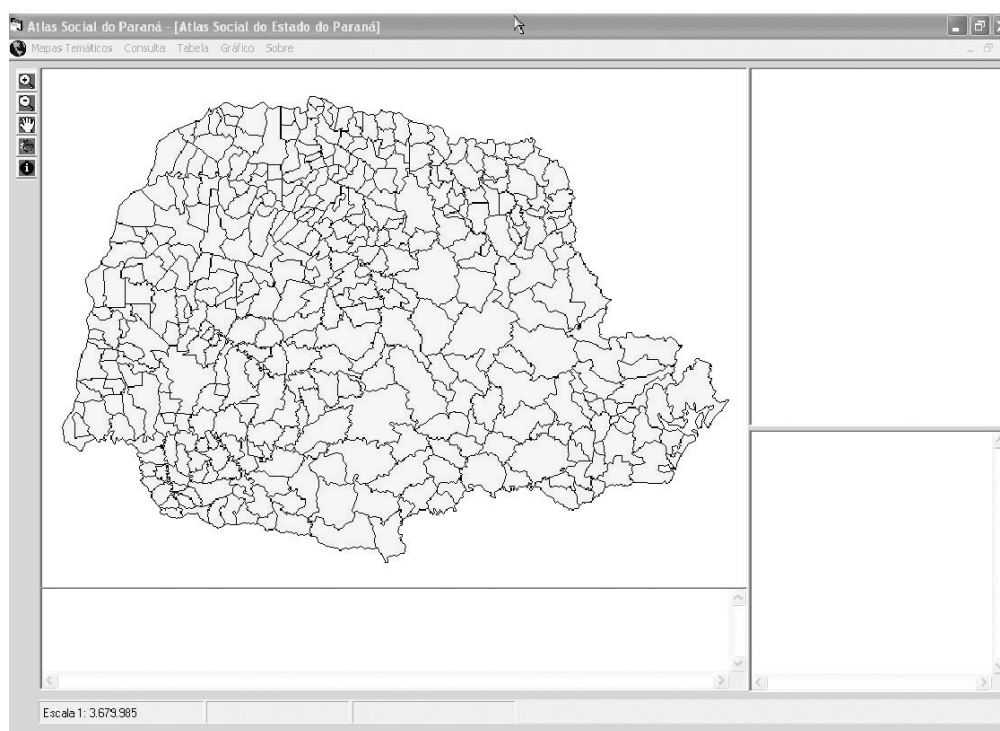 Atlas Social do Paraná - [Atlas Social do Estado do Paraná]
Mapas Temáticos Consulta Tabela Gráfico Sobre
Escala 1: 3.679.985